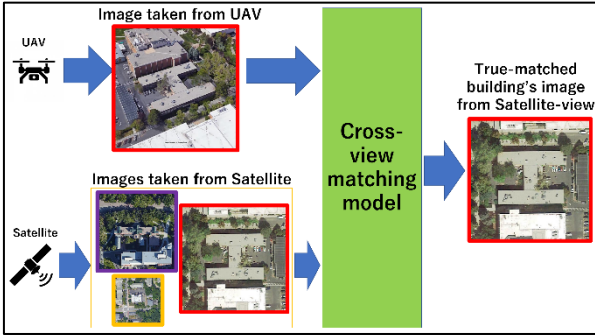 Image taken from UAV
UAV
True-matched
building's image
from Satellite-view
Cross-
view
matching
model
Images taken from Satellite
Satellite